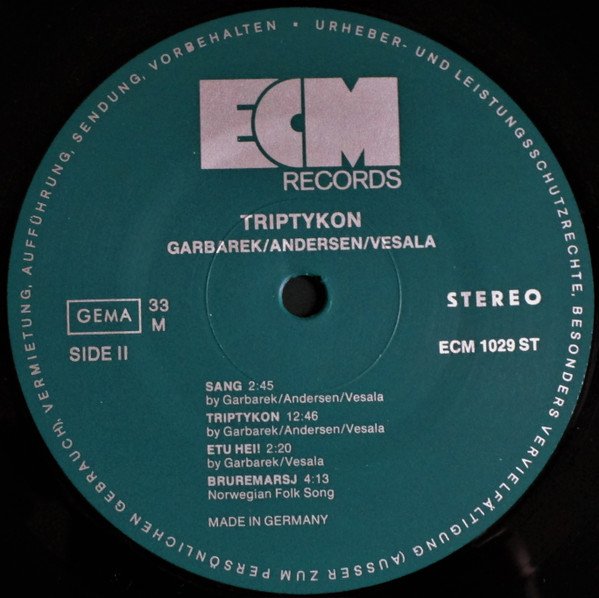 URHEBER- UND LEISTUNGSSCHUTZRECHTE, BESONDERS VERVIELFÄLTIGUNG (AUSSER ZUM PERSÖNLICHEN GEBRAUCH), VERMIETUNG, AUFFÜHRUNG, SENDUNG, VORBEHALTEN •
ECM
RECORDS
TRIPTYKON
GARBAREK/ANDERSEN/VESALA
GEMA 33 M
STEREO
SIDE II
ECM 1029 ST
SANG 2:45
by Garbarek/Andersen/Vesala
TRIPTYKON 12:46
by Garbarek/Andersen/Vesala
ETU HEI! 2:20
by Garbarek/Vesala
BRUREMARSJ 4:13
Norwegian Folk Song
MADE IN GERMANY